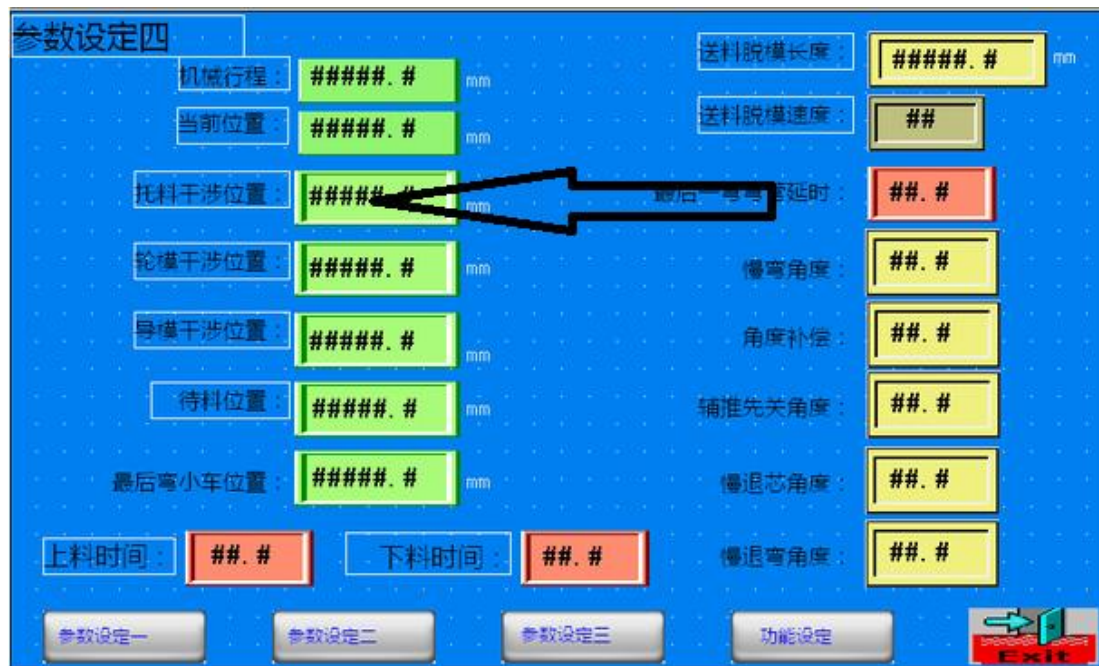 参数设定四
机械行程： #####.# mm
当前位置： #####.# mm
托料干涉位置： #####.# mm
轮模干涉位置： #####.# mm
导模干涉位置： #####.# mm
待料位置： #####.# mm
最后弯小车位置： #####.# mm
上料时间： ##.#
下料时间： ##.#
送料脱模长度： #####.# mm
送料脱模速度： ##
最后一弯弯管延时： ##.#
慢弯角度： ##.#
角度补偿： ##.#
辅推先关角度： ##.#
慢退芯角度： ##.#
慢退弯角度： ##.#
参数设定一
参数设定二
参数设定三
功能设定
Exit